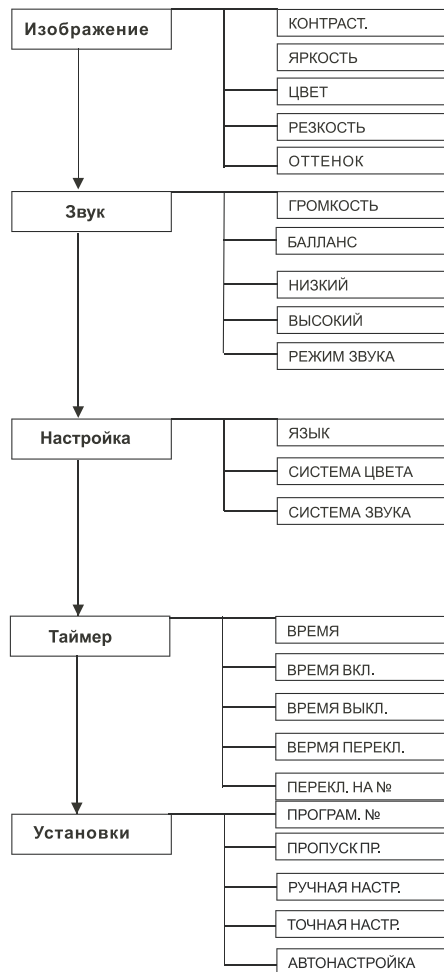 Изображение
КОНТРАСТ.
ЯРКОСТЬ
ЦВЕТ
РЕЗКОСТЬ
ОТТЕНОК
Звук
ГРОМКОСТЬ
БАЛЛАНС
НИЗКИЙ
ВЫСОКИЙ
РЕЖИМ ЗВУКА
Настройка
ЯЗЫК
СИСТЕМА ЦВЕТА
СИСТЕМА ЗВУКА
Таймер
ВРЕМЯ
ВРЕМЯ ВКЛ.
ВРЕМЯ ВЫКЛ.
ВЕРМЯ ПЕРЕКЛ.
ПЕРЕКЛ. НА №
Установки
ПРОГРАМ. №
ПРОПУСК ПР.
РУЧНАЯ НАСТР.
ТОЧНАЯ НАСТР.
АВТОНАСТРОЙКА